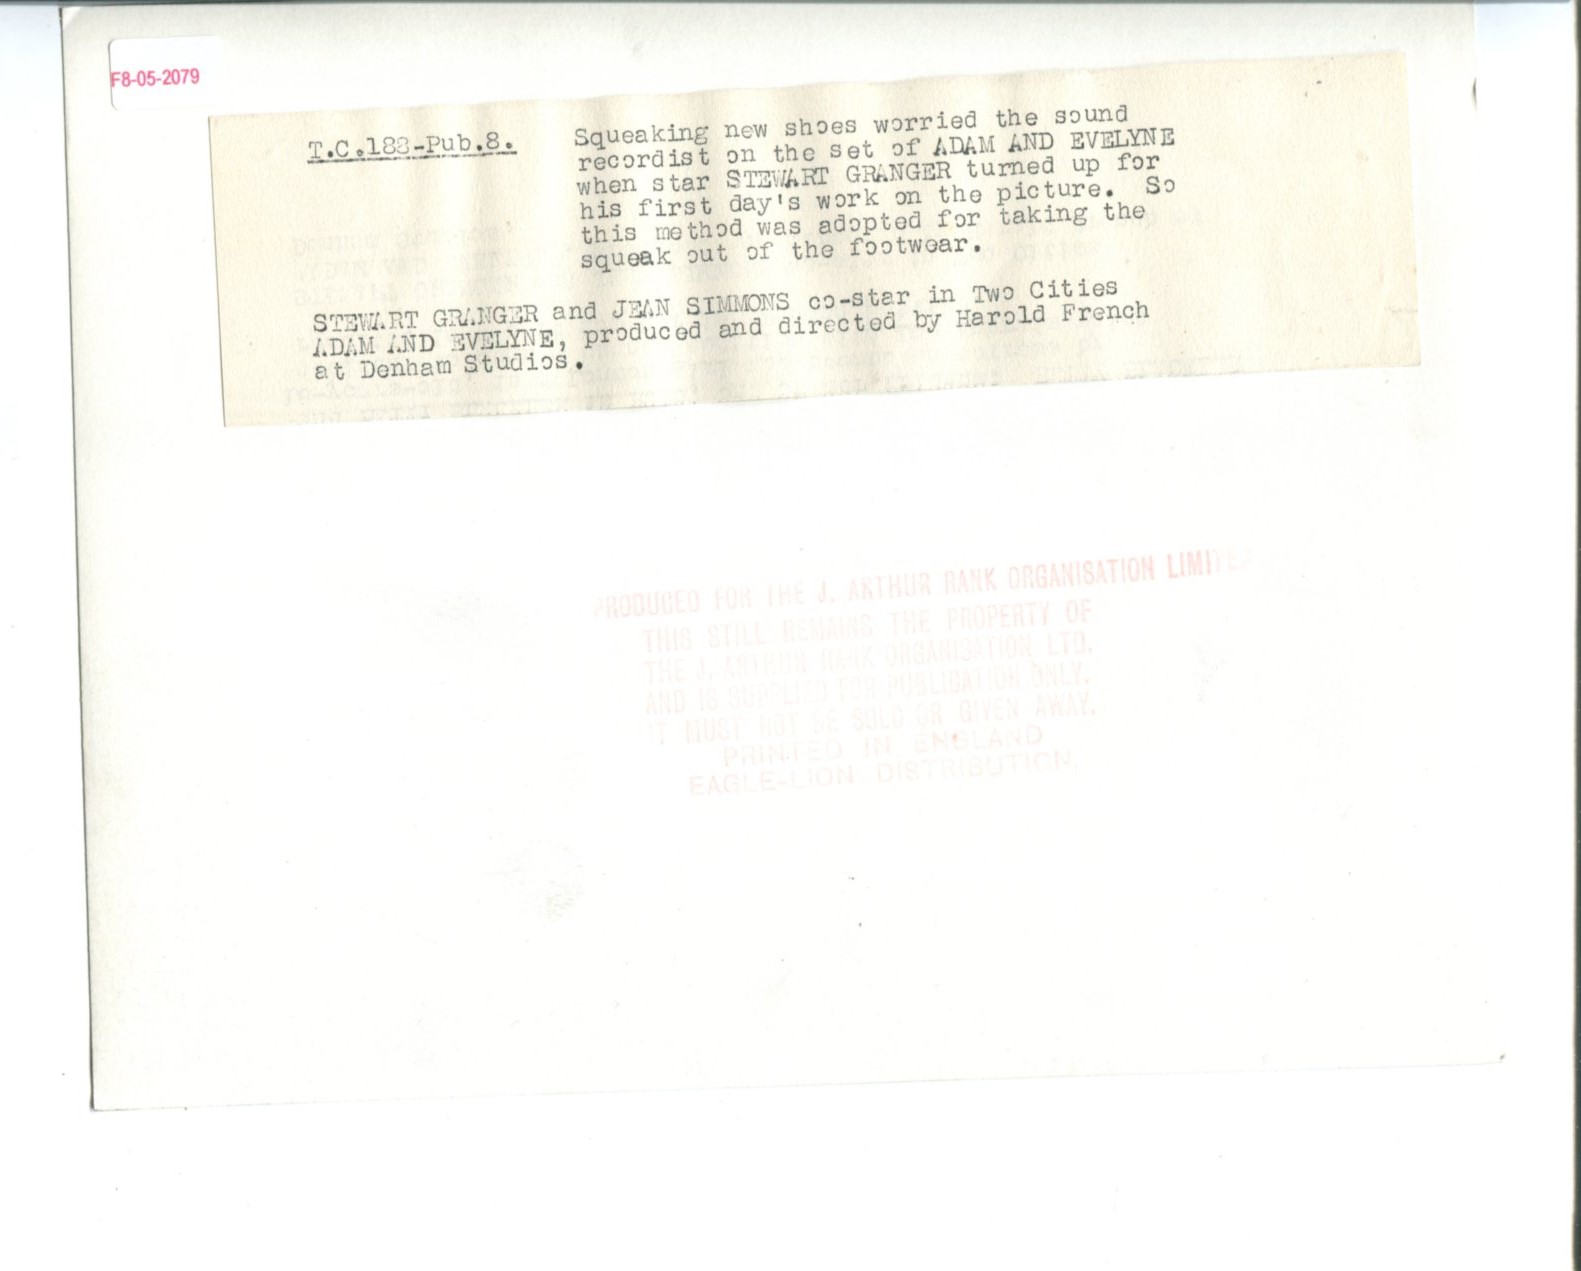 F8-05-2079
T.C.188-Pub.8.
Squeaking new shoes worried the sound
recordist on the set of ADAM AND EVELYNE
when star STEWART GRANGER turned up for
his first day's work on the picture. So
this method was adopted for taking the
squeak out of the footwear.
STEWART GRANGER and JEAN SIMMONS co-star in Two Cities
ADAM AND EVELYNE, produced and directed by Harold French
at Denham Studios.
PRODUCED FOR THE J. ARTHUR RANK ORGANISATION LIMITED
THIS STILL REMAINS THE PROPERTY OF
THE J. ARTHUR RANK ORGANISATION LTD.
AND IS SUPPLIED FOR PUBLICATION ONLY.
IT MUST NOT BE SOLD OR GIVEN AWAY.
PRINTED IN ENGLAND
EAGLE-LION DISTRIBUTION